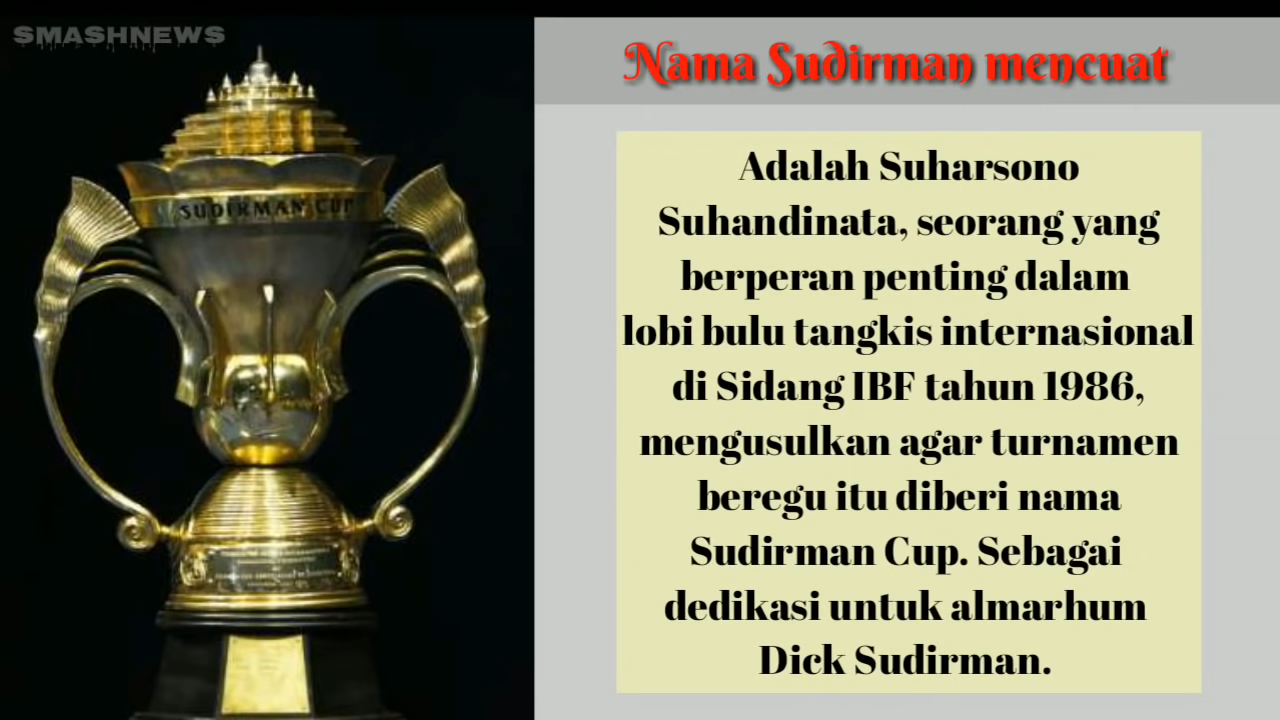 SMASHNEWS
Nama Sudirman mencuat
SUDIRMAN CUP
Adalah Suharsono
Suhandinata, seorang yang
berperan penting dalam
lobi bulu tangkis internasional
di Sidang IBF tahun 1986,
mengusulkan agar turnamen
beregu itu diberi nama
Sudirman Cup. Sebagai
dedikasi untuk almarhum
Dick Sudirman.